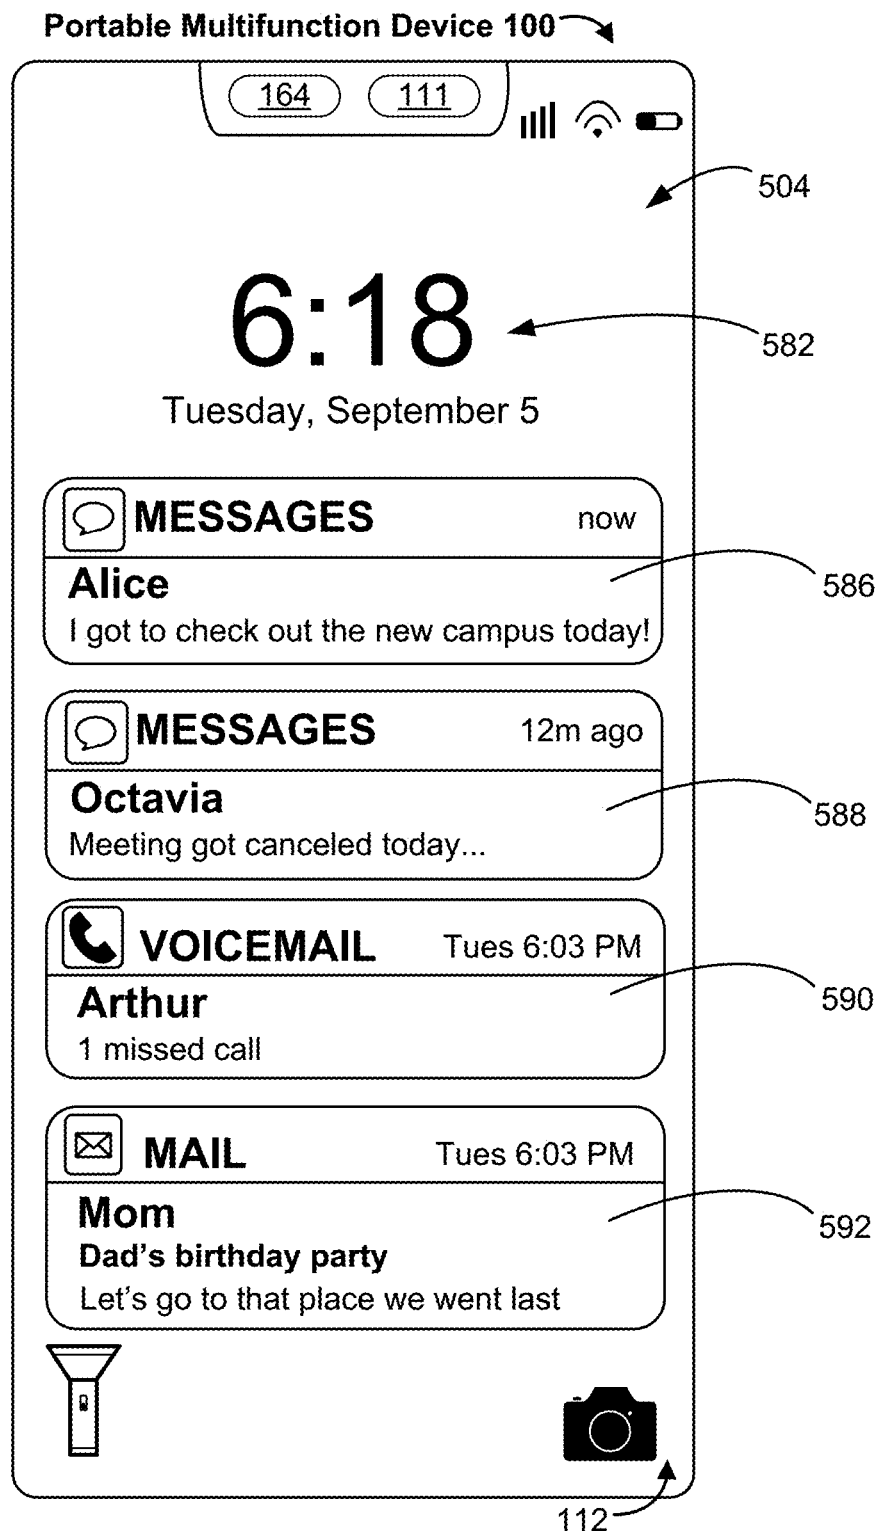 Portable Multifunction Device 100
164 111
504
6:18
582
Tuesday, September 5
MESSAGES now
Alice
586
I got to check out the new campus today!
MESSAGES 12m ago
Octavia
588
Meeting got canceled today...
VOICEMAIL Tues 6:03 PM
Arthur
590
1 missed call
MAIL Tues 6:03 PM
Mom
592
Dad's birthday party
Let's go to that place we went last
112